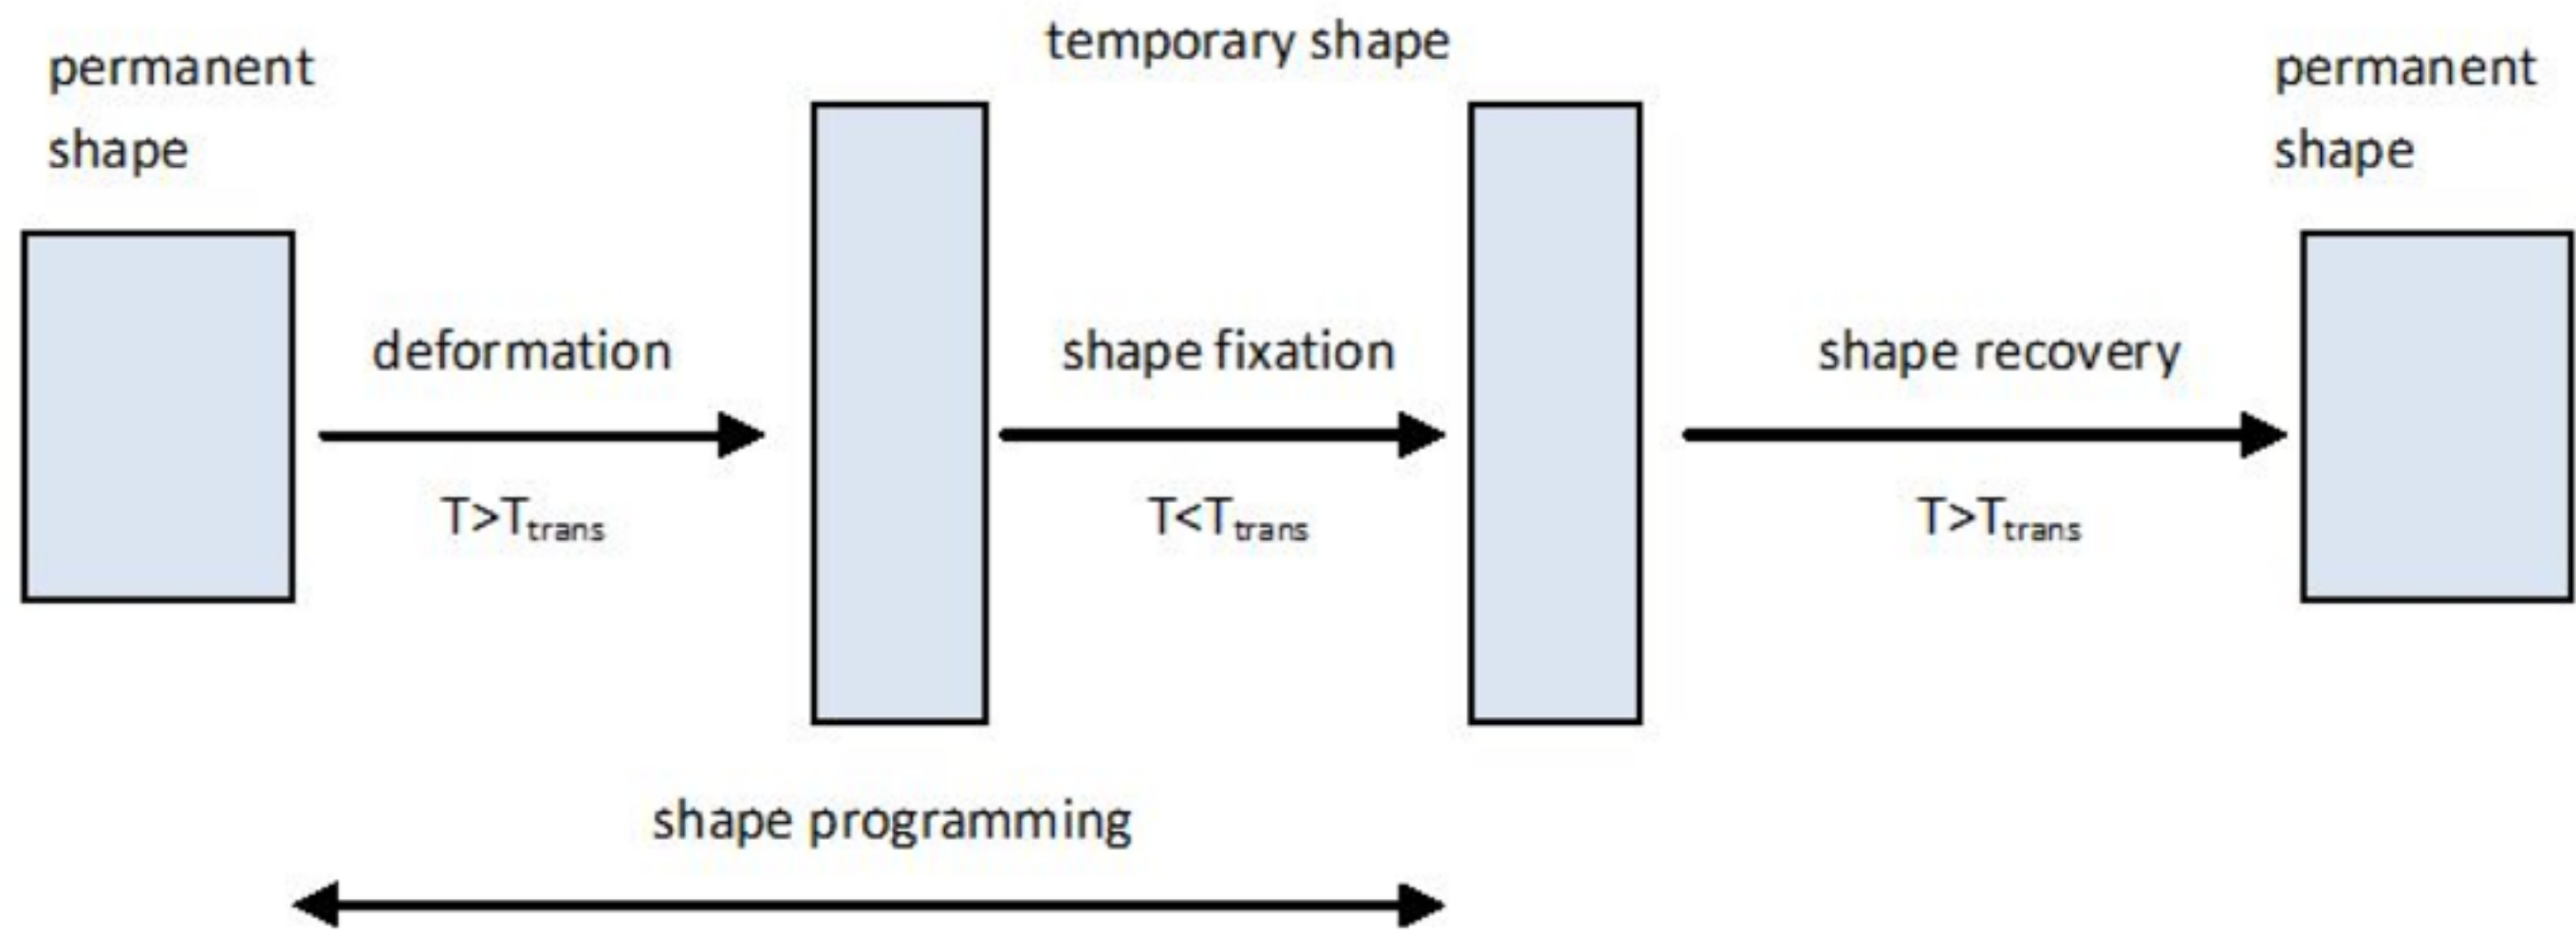 permanent
shape
temporary shape
permanent
shape
deformation
T>Ttrans
shape fixation
T<Ttrans
shape recovery
T>Ttrans
shape programming